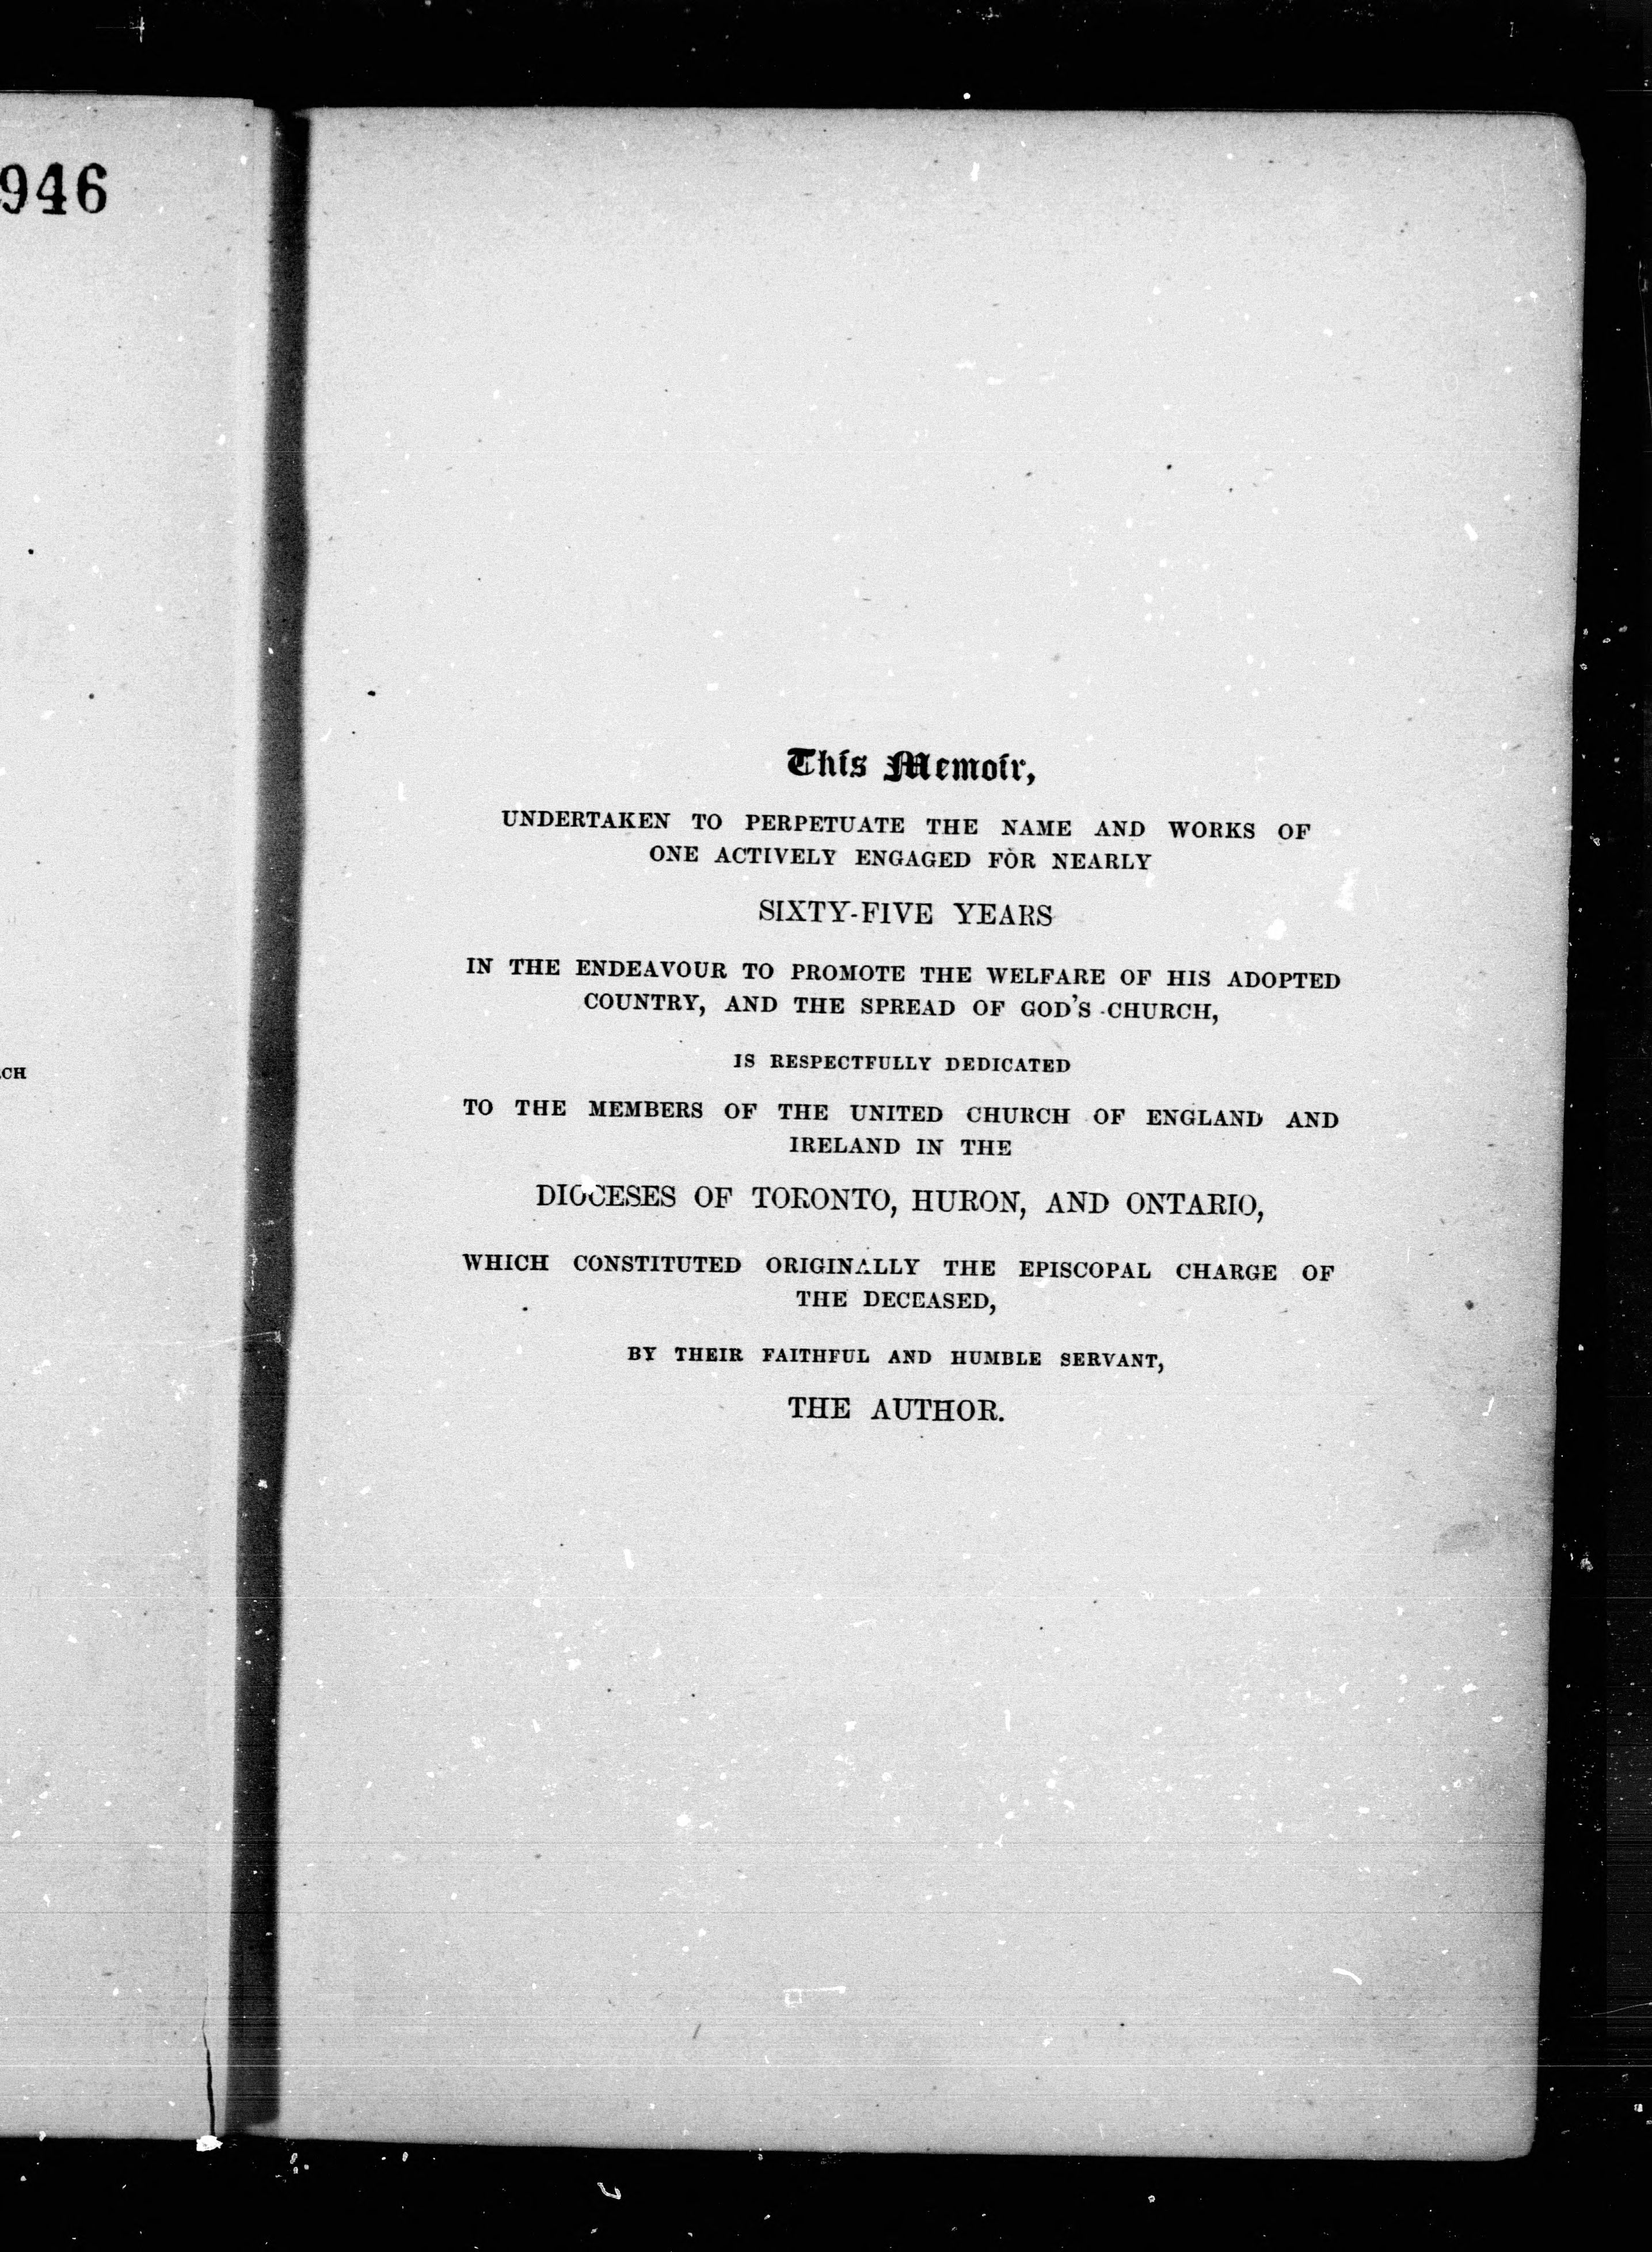 946
CH
This Memoir,
UNDERTAKEN TO PERPETUATE THE NAME AND WORKS OF
ONE ACTIVELY ENGAGED FOR NEARLY
SIXTY-FIVE YEARS
IN THE ENDEAVOUR TO PROMOTE THE WELFARE OF HIS ADOPTED
COUNTRY, AND THE SPREAD OF GOD'S CHURCH,
IS RESPECTFULLY DEDICATED
TO THE MEMBERS OF THE UNITED CHURCH OF ENGLAND AND
IRELAND IN THE
DIOCESES OF TORONTO, HURON, AND ONTARIO,
WHICH CONSTITUTED ORIGINALLY THE EPISCOPAL CHARGE OF
THE DECEASED,
BY THEIR FAITHFUL AND HUMBLE SERVANT,
THE AUTHOR.